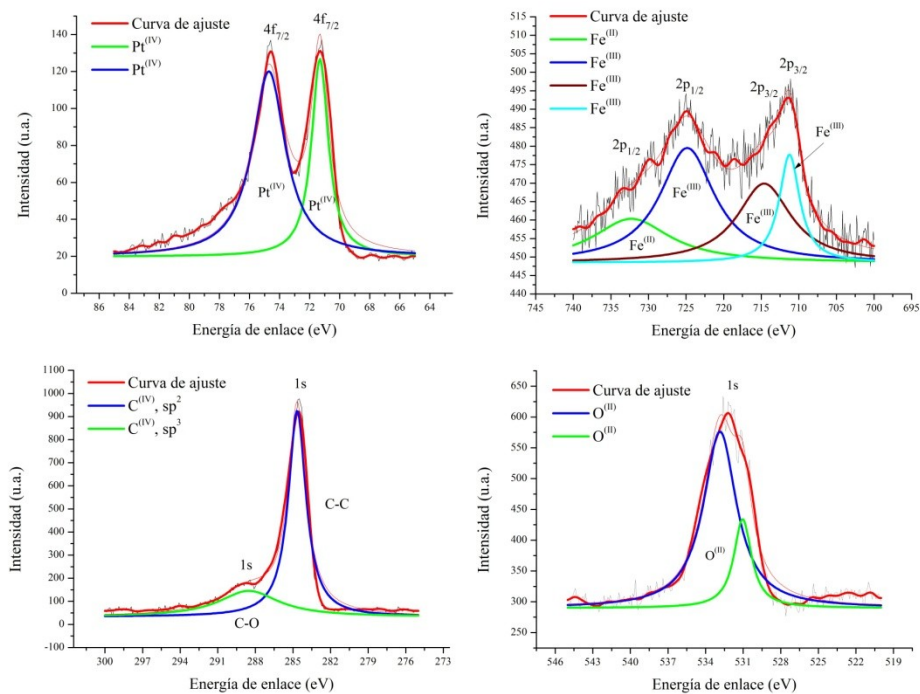 4f7/2
4f7/2
Curva de ajuste
Pt(IV)
Pt(IV)
140
120
100
80
60
40
20
0
Intensidad (u.a.)
Pt(IV)
Pt(IV)
86 84 82 80 78 76 74 72 70 68 66 64
Energía de enlace (eV)
Curva de ajuste
Fe(II)
Fe(III)
Fe(III)
Fe(III)
515
510
505
500
495
490
485
480
475
470
465
460
455
450
445
440
Intensidad (u.a.)
2p3/2
2p1/2
2p3/2
2p1/2
Fe(III)
Fe(III)
Fe(III)
Fe(II)
740 735 730 725 720 715 710 705 700 695
Energía de enlace (eV)
1s
Curva de ajuste
C(IV), sp2
C(IV), sp3
1100
1000
900
800
700
600
500
400
300
200
100
0
-100
Intensidad (u.a.)
C-C
1s
C-O
300 297 294 291 288 285 282 279 276 273
Energía de enlace (eV)
Curva de ajuste
1s
O(II)
O(II)
650
600
550
500
450
400
350
300
250
Intensidad (u.a.)
O(II)
546 543 540 537 534 531 528 525 522 519
Energía de enlace (eV)